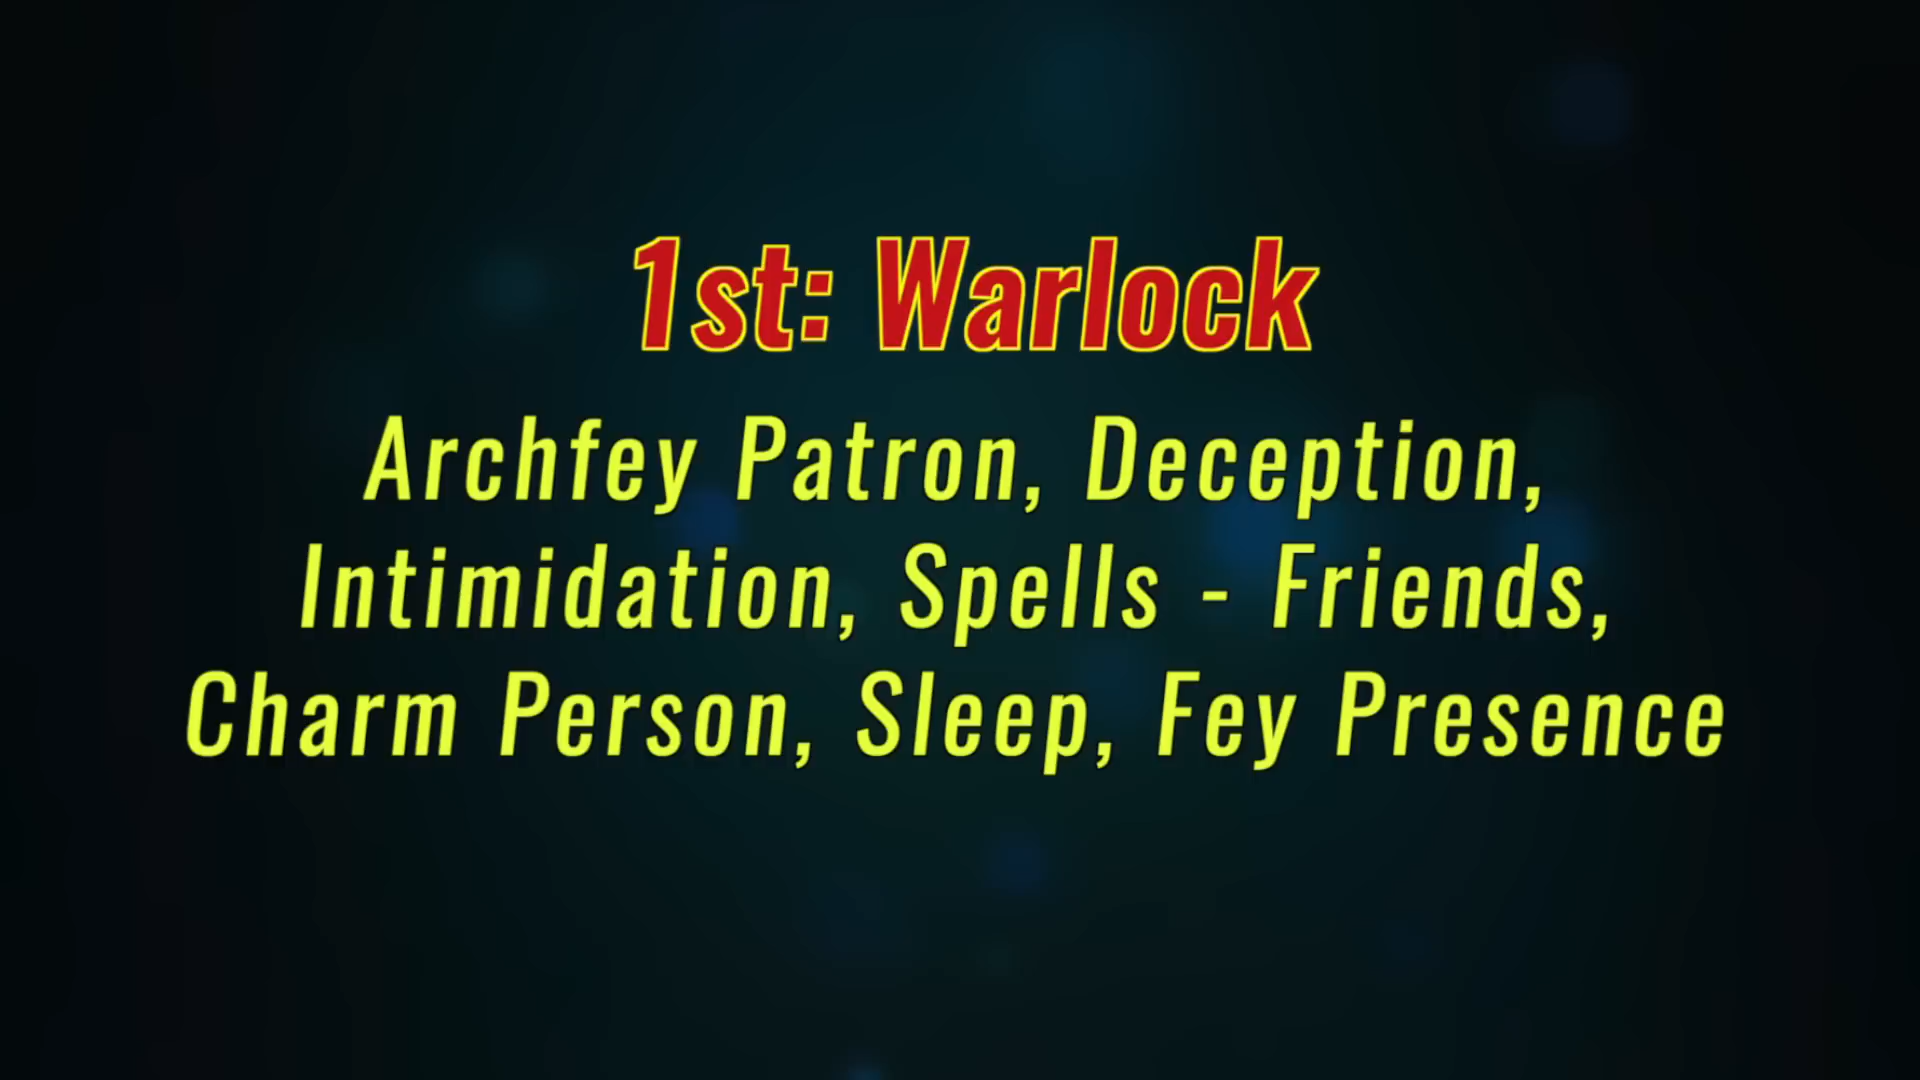 1st: Warlock
Archfey Patron, Deception,
Intimidation, Spells - Friends,
Charm Person, Sleep, Fey Presence